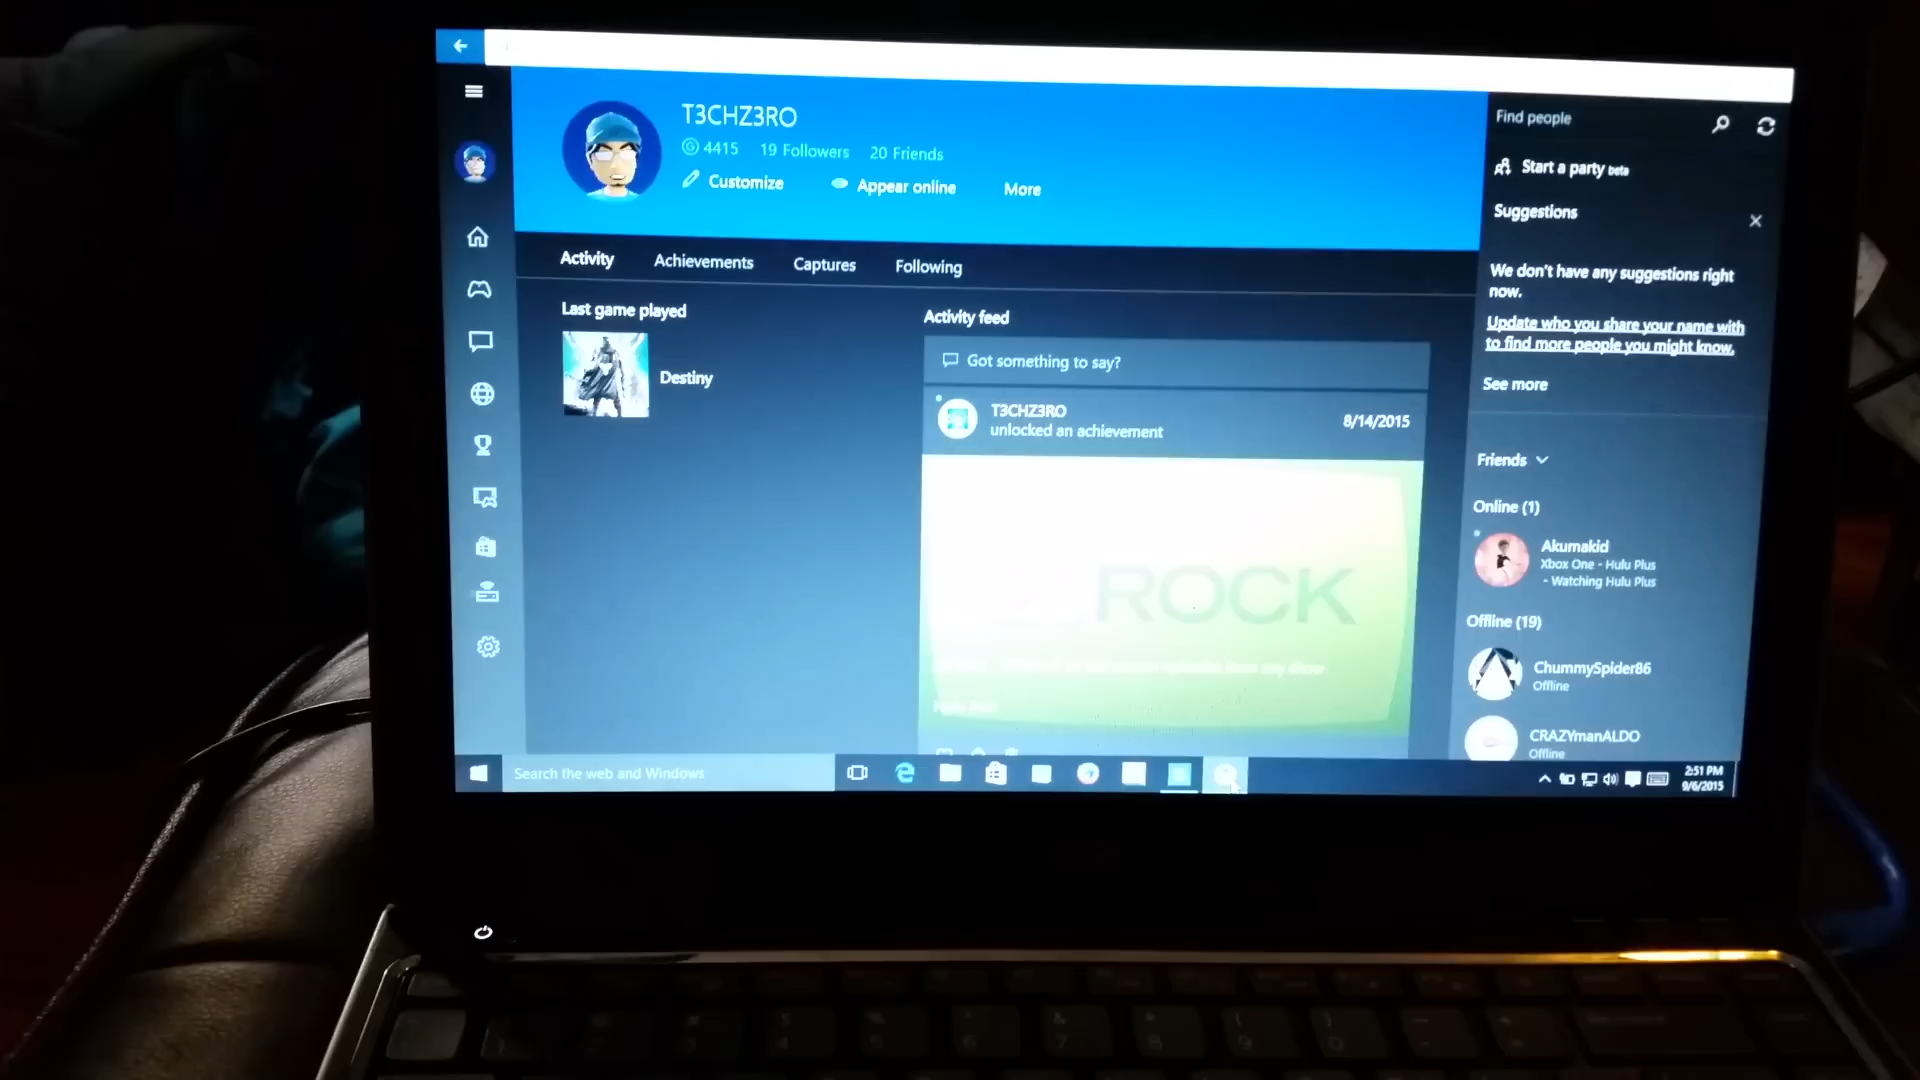 T3CHZ3RO
4415 19 Followers 20 Friends
Customize Appear online More
Activity Achievements Captures Following
Last game played
Destiny
Activity feed
Got something to say?
T3CHZ3RO
unlocked an achievement
8/14/2015
ROCK
any show
Find people
Start a party beta
Suggestions
We don't have any suggestions right
now.
Update who you share your name with
to find more people you might know.
See more
Friends
Online (1)
Akumakid
Xbox One - Hulu Plus
- Watching Hulu Plus
Offline (19)
ChummySpider86
Offline
CRAZYmanALDO
Offline
Search the web and Windows
2:51 PM
9/6/2015